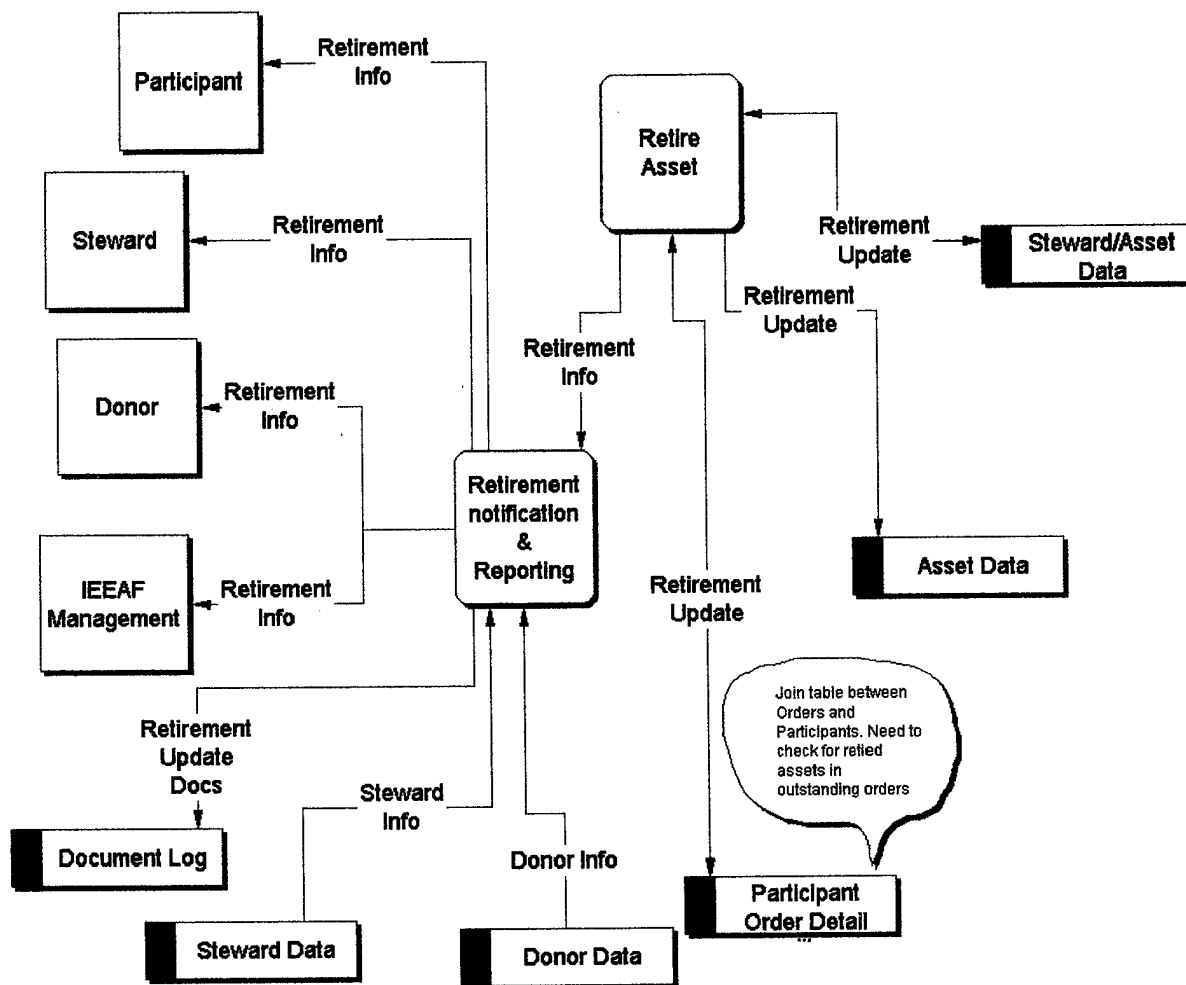 Participant
Retirement
Info
Retire
Asset
Steward
Retirement
Info
Retirement
Update
Steward/Asset
Data
Retirement
Update
Donor
Retirement
Info
Retirement
Info
Retirement
notification
&
Reporting
IEEAF
Management
Retirement
Info
Asset Data
Retirement
Update
Join table between
Orders and
Participants. Need to
check for retied
assets in
outstanding orders
Retirement
Update
Docs
Steward
Info
Document Log
Donor Info
Participant
Order Detail
...
Steward Data
Donor Data